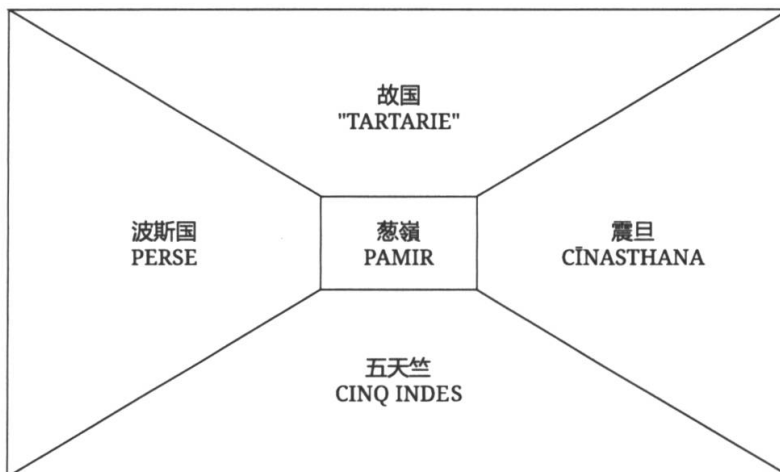 故国
"TARTARIE"
波斯国
PERSE
葱嶺
PAMIR
震旦
CĪNASTHANA
五天竺
CINQ INDES